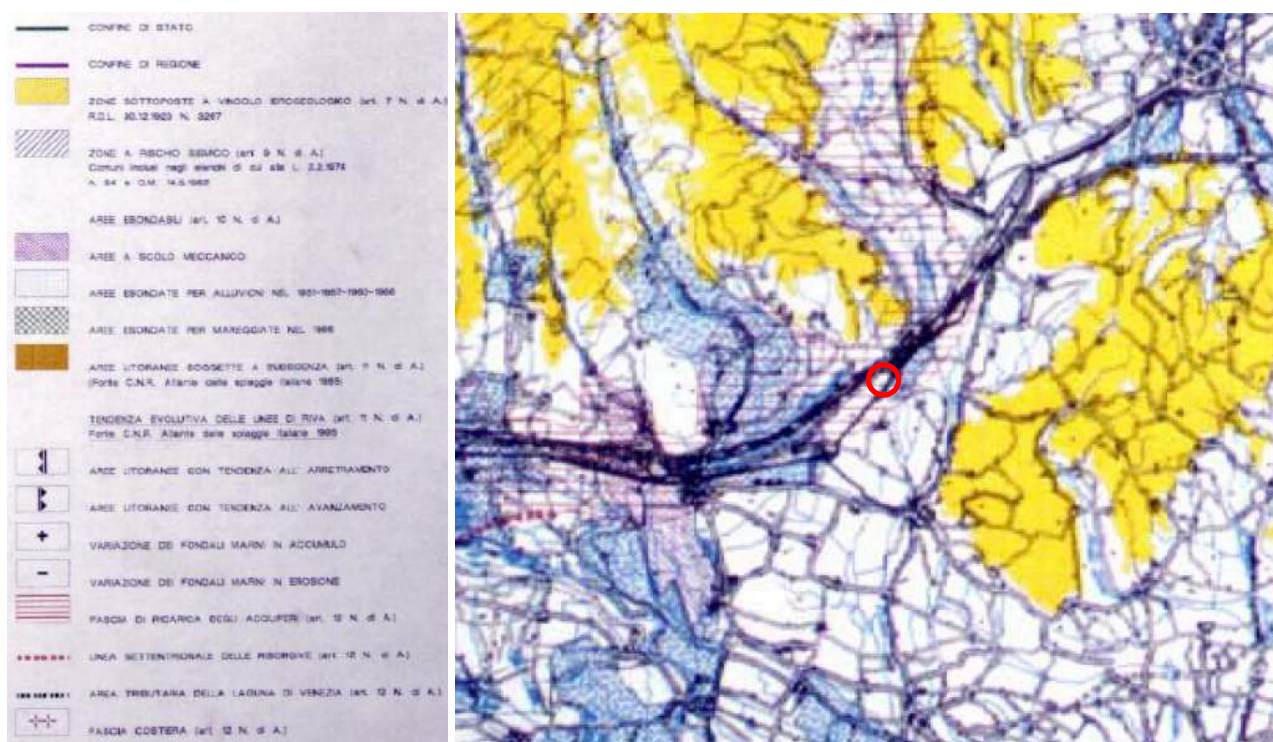 CONFINE DI STATO
CONFINE DI REGIONE
ZONE SOTTOPOSTE A VINCOLO IDROGEOLOGICO (art. 7 N. di A.)
R.D.L. 30.12.1923 N. 3267
ZONE A RISCHIO SISMICO (art. 9 N. di A.)
Comuni inclusi negli elenchi di cui alla L. 2.2.1974
n. 64 e D.M. 14.5.1982
AREE ESONDABILI (art. 10 N. di A.)
AREE A SCOLO MECCANICO
AREE ESONDATE PER ALLUVIONI NEL 1951-1957-1960-1966
AREE ESONDATE PER MAREGGIATE NEL 1966
AREE LITORANEE SOGGETTE A SUBSIDENZA (art. 11 N. di A.)
(Fonte C.N.R. Atlante delle spiagge italiane 1985)
TENDENZA EVOLUTIVA DELLE LINEE DI RIVA (art. 11 N. di A.)
Fonte C.N.R. Atlante delle spiagge italiane 1985
AREE LITORANEE CON TENDENZA ALL' ARRETRAMENTO
AREE LITORANEE CON TENDENZA ALL' AVANZAMENTO
VARIAZIONE DEI FONDALI MARINI IN ACCUMULO
VARIAZIONE DEI FONDALI MARINI IN EROSIONE
FASCIA DI RICARICA DEGLI ACQUIFERI (art. 12 N. di A.)
LINEA SETTENTRIONALE DELLE RISORGIVE (art. 12 N. di A.)
AREA TRIBUTARIA DELLA LAGUNA DI VENEZIA (art. 12 N. di A.)
FASCIA COSTIERA (art. 12 N. di A.)